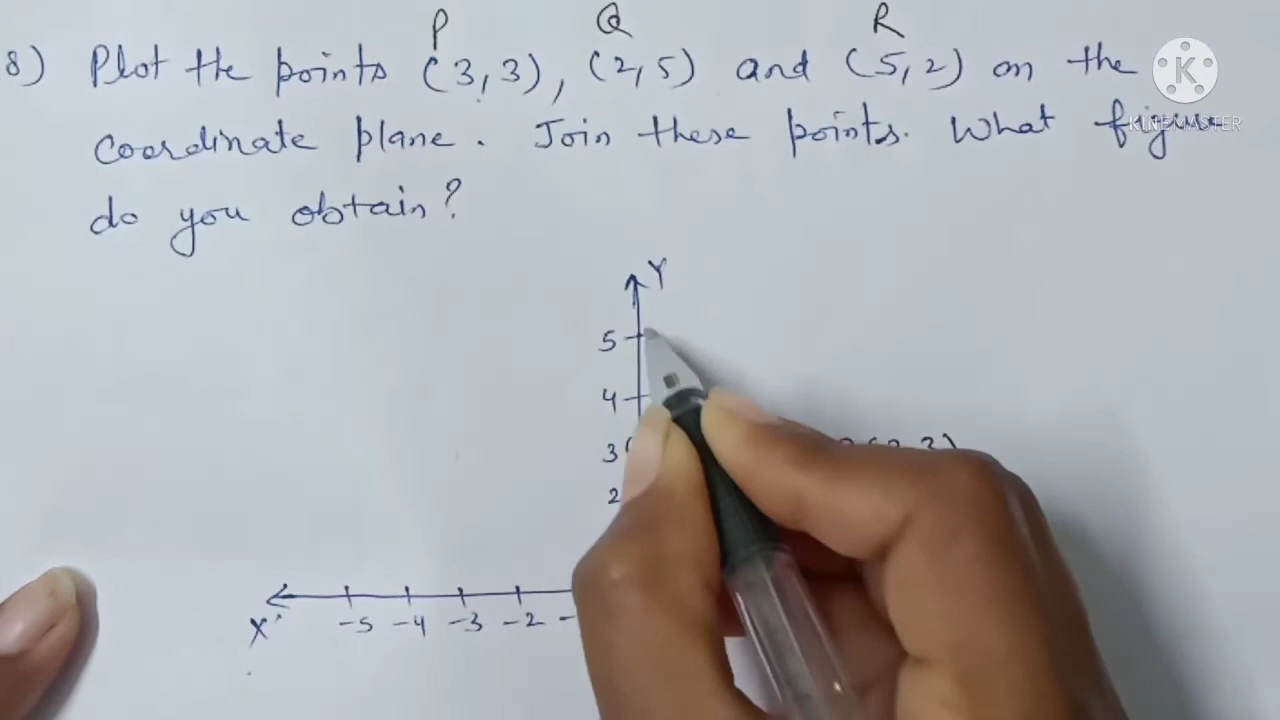 P Q R
8) Plot the points (3,3), (2,5) and (5,2) on the
coordinate plane. Join these points. What
do you obtain?
K
KINEMASTER
Y
5
4
3
2
X' -5 -4 -3 -2